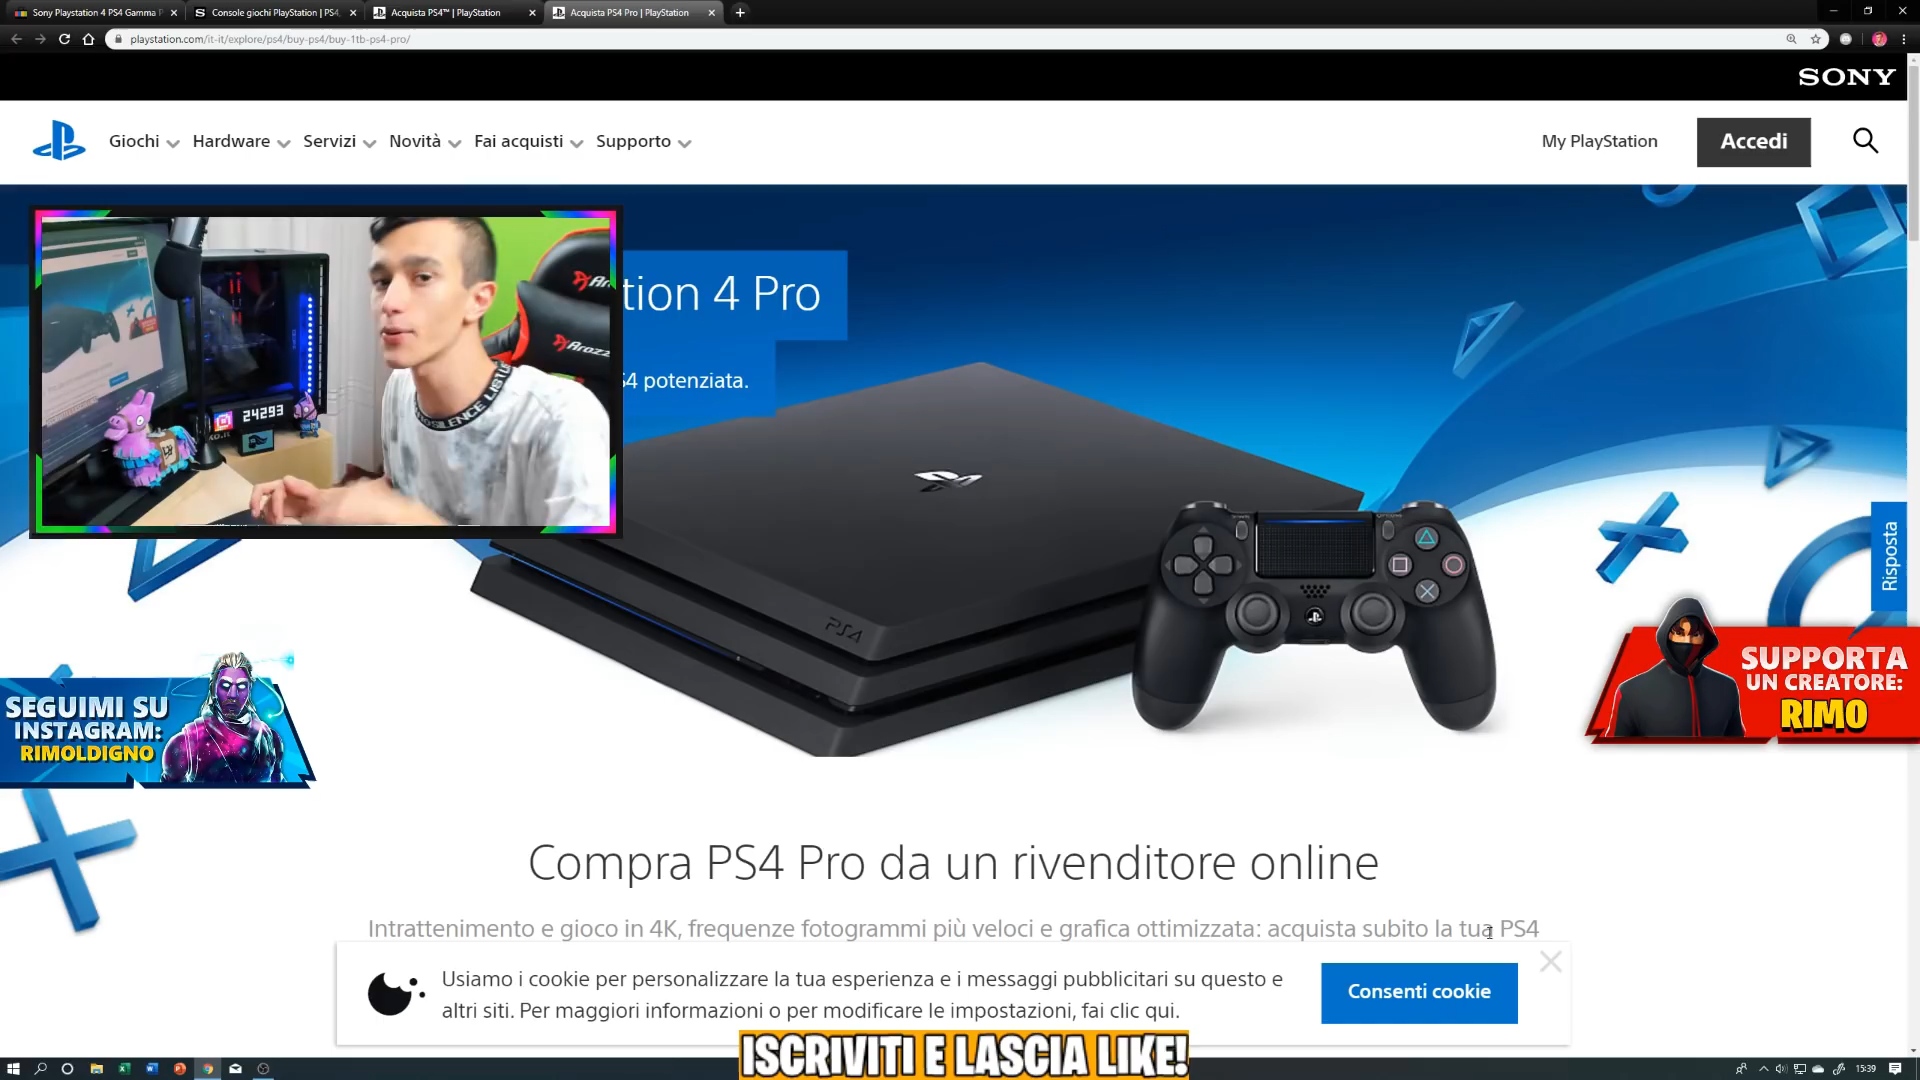 Sony Playstation 4 PS4 Gamma P
Console giochi PlayStation | PS4,
Acquista PS4™ | PlayStation
Acquista PS4 Pro | PlayStation
playstation.com/it-it/explore/ps4/buy-ps4/buy-1tb-ps4-pro/
SONY
Giochi
Hardware
Servizi
Novità
Fai acquisti
Supporto
My PlayStation
Accedi
tion 4 Pro
S4 potenziata.
24293
SILENCE
PS4
Risposta
SEGUIMI SU
INSTAGRAM:
RIMOLDIGNO
SUPPORTA
UN CREATORE:
RIMO
Compra PS4 Pro da un rivenditore online
Intrattenimento e gioco in 4K, frequenze fotogrammi più veloci e grafica ottimizzata: acquista subito la tua PS4
Usiamo i cookie per personalizzare la tua esperienza e i messaggi pubblicitari su questo e
altri siti. Per maggiori informazioni o per modificare le impostazioni, fai clic qui.
Consenti cookie
ISCRIVITI E LASCIA LIKE!
15:39